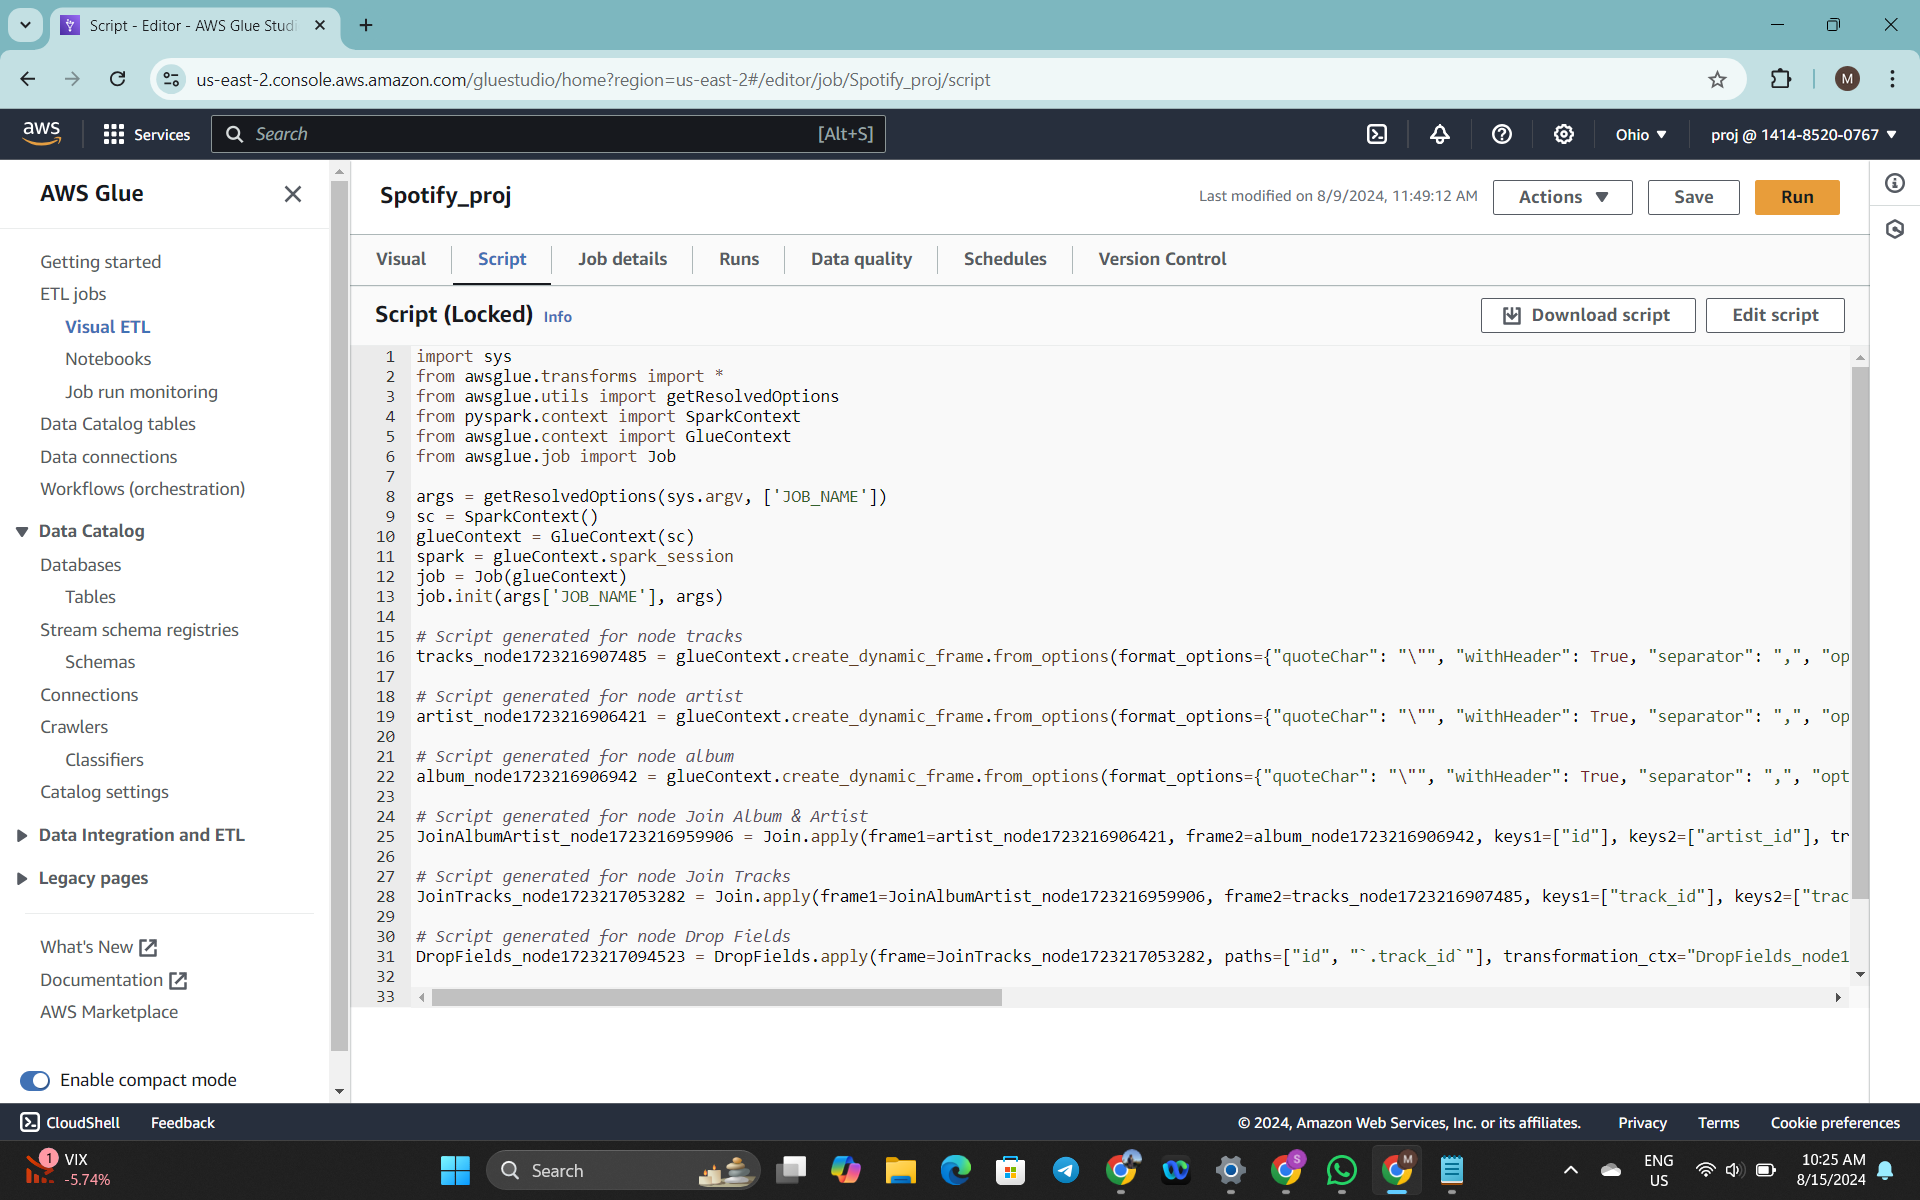 Script - Editor - AWS Glue Studi
us-east-2.console.aws.amazon.com/gluestudio/home?region=us-east-2#/editor/job/Spotify_proj/script
M
aws
Services
Search
[Alt+S]
Ohio
proj @ 1414-8520-0767
AWS Glue
Getting started
ETL jobs
Visual ETL
Notebooks
Job run monitoring
Data Catalog tables
Data connections
Workflows (orchestration)
Data Catalog
Databases
Tables
Stream schema registries
Schemas
Connections
Crawlers
Classifiers
Catalog settings
Data Integration and ETL
Legacy pages
What's New
Documentation
AWS Marketplace
Enable compact mode
Spotify_proj
Last modified on 8/9/2024, 11:49:12 AM
Actions
Save
Run
Visual
Script
Job details
Runs
Data quality
Schedules
Version Control
Script (Locked) Info
Download script
Edit script
1 import sys
2 from awsglue.transforms import *
3 from awsglue.utils import getResolvedOptions
4 from pyspark.context import SparkContext
5 from awsglue.context import GlueContext
6 from awsglue.job import Job
7
8 args = getResolvedOptions(sys.argv, ['JOB_NAME'])
9 sc = SparkContext()
10 glueContext = GlueContext(sc)
11 spark = glueContext.spark_session
12 job = Job(glueContext)
13 job.init(args['JOB_NAME'], args)
14
15 # Script generated for node tracks
16 tracks_node1723216907485 = glueContext.create_dynamic_frame.from_options(format_options={"quoteChar": "\"", "withHeader": True, "separator": ",", "op
17
18 # Script generated for node artist
19 artist_node1723216906421 = glueContext.create_dynamic_frame.from_options(format_options={"quoteChar": "\"", "withHeader": True, "separator": ",", "op
20
21 # Script generated for node album
22 album_node1723216906942 = glueContext.create_dynamic_frame.from_options(format_options={"quoteChar": "\"", "withHeader": True, "separator": ",", "opt
23
24 # Script generated for node Join Album & Artist
25 JoinAlbumArtist_node1723216959906 = Join.apply(frame1=artist_node1723216906421, frame2=album_node1723216906942, keys1=["id"], keys2=["artist_id"], tr
26
27 # Script generated for node Join Tracks
28 JoinTracks_node1723217053282 = Join.apply(frame1=JoinAlbumArtist_node1723216959906, frame2=tracks_node1723216907485, keys1=["track_id"], keys2=["trac
29
30 # Script generated for node Drop Fields
31 DropFields_node1723217094523 = DropFields.apply(frame=JoinTracks_node1723217053282, paths=["id", "`.track_id`"], transformation_ctx="DropFields_node1
32
33
CloudShell
Feedback
© 2024, Amazon Web Services, Inc. or its affiliates.
Privacy
Terms
Cookie preferences
1
VIX
-5.74%
Search
S
M
ENG
US
10:25 AM
8/15/2024